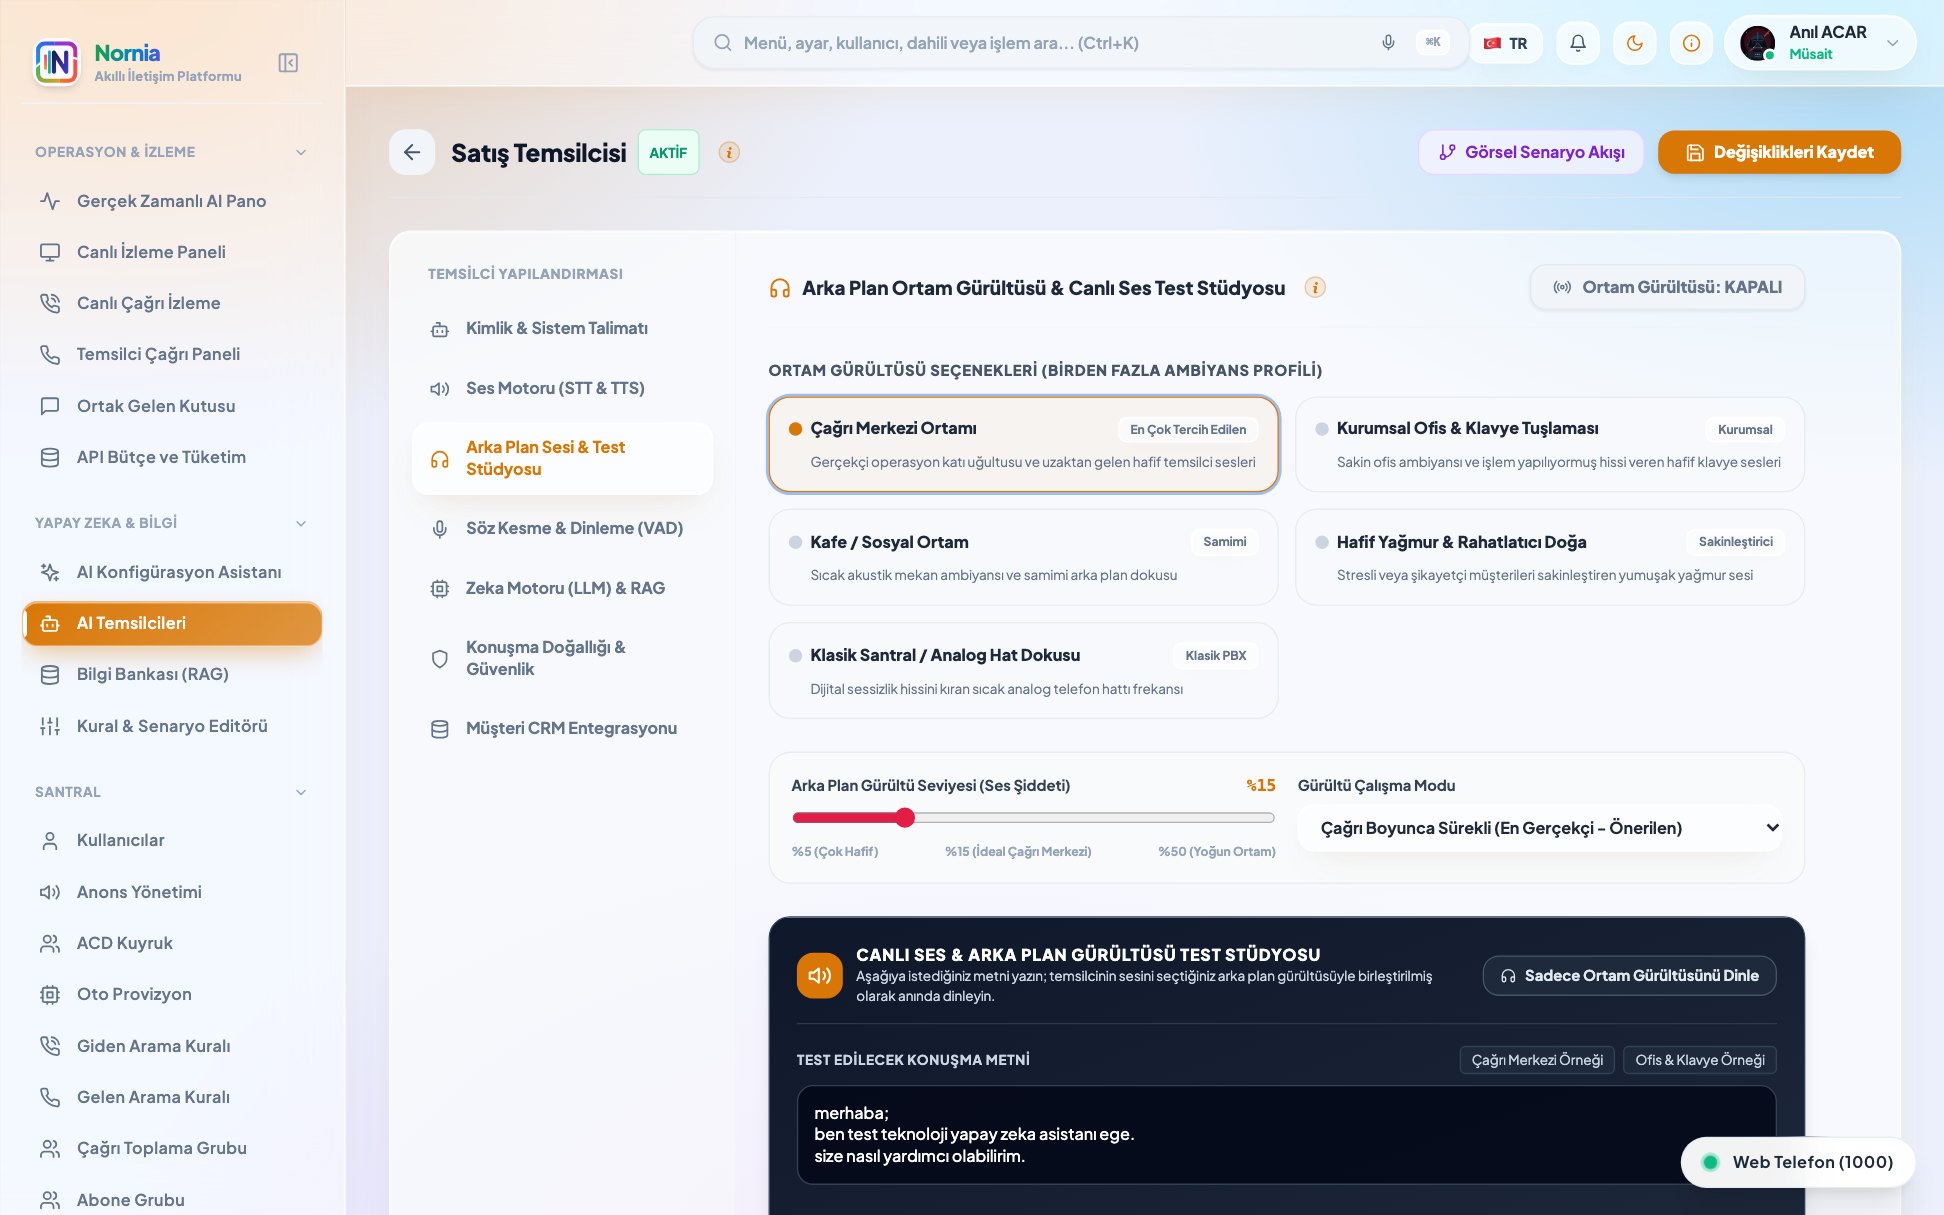 Nornia
Akıllı İletişim Platformu
Menü, ayar, kullanıcı, dahili veya işlem ara... (Ctrl+K)
⌘K
TR
Anıl ACAR
Müsait
OPERASYON & İZLEME
Gerçek Zamanlı AI Pano
Canlı İzleme Paneli
Canlı Çağrı İzleme
Temsilci Çağrı Paneli
Ortak Gelen Kutusu
API Bütçe ve Tüketim
YAPAY ZEKA & BİLGİ
AI Konfigürasyon Asistanı
AI Temsilcileri
Bilgi Bankası (RAG)
Kural & Senaryo Editörü
SANTRAL
Kullanıcılar
Anons Yönetimi
ACD Kuyruk
Oto Provizyon
Giden Arama Kuralı
Gelen Arama Kuralı
Çağrı Toplama Grubu
Abone Grubu
Satış Temsilcisi
AKTİF
Görsel Senaryo Akışı
Değişiklikleri Kaydet
TEMSİLCİ YAPILANDIRMASI
Kimlik & Sistem Talimatı
Ses Motoru (STT & TTS)
Arka Plan Sesi & Test
Stüdyosu
Söz Kesme & Dinleme (VAD)
Zeka Motoru (LLM) & RAG
Konuşma Doğallığı &
Güvenlik
Müşteri CRM Entegrasyonu
Arka Plan Ortam Gürültüsü & Canlı Ses Test Stüdyosu
Ortam Gürültüsü: KAPALI
ORTAM GÜRÜLTÜSÜ SEÇENEKLERİ (BİRDEN FAZLA AMBİYANS PROFİLİ)
Çağrı Merkezi Ortamı
En Çok Tercih Edilen
Gerçekçi operasyon katı uğultusu ve uzaktan gelen hafif temsilci sesleri
Kurumsal Ofis & Klavye Tuşlaması
Kurumsal
Sakin ofis ambiyansı ve işlem yapılıyormuş hissi veren hafif klavye sesleri
Kafe / Sosyal Ortam
Samimi
Sıcak akustik mekan ambiyansı ve samimi arka plan dokusu
Hafif Yağmur & Rahatlatıcı Doğa
Sakinleştirici
Stresli veya şikayetçi müşterileri sakinleştiren yumuşak yağmur sesi
Klasik Santral / Analog Hat Dokusu
Klasik PBX
Dijital sessizlik hissini kıran sıcak analog telefon hattı frekansı
Arka Plan Gürültü Seviyesi (Ses Şiddeti)
%15
%5 (Çok Hafif)
%15 (İdeal Çağrı Merkezi)
%50 (Yoğun Ortam)
Gürültü Çalışma Modu
Çağrı Boyunca Sürekli (En Gerçekçi - Önerilen)
CANLI SES & ARKA PLAN GÜRÜLTÜSÜ TEST STÜDYOSU
Aşağıya istediğiniz metni yazın; temsilcinin sesini seçtiğiniz arka plan gürültüsüyle birleştirilmiş
olarak anında dinleyin.
Sadece Ortam Gürültüsünü Dinle
TEST EDİLECEK KONUŞMA METNİ
Çağrı Merkezi Örneği
Ofis & Klavye Örneği
merhaba;
ben test teknoloji yapay zeka asistanı ege.
size nasıl yardımcı olabilirim.
Web Telefon (1000)